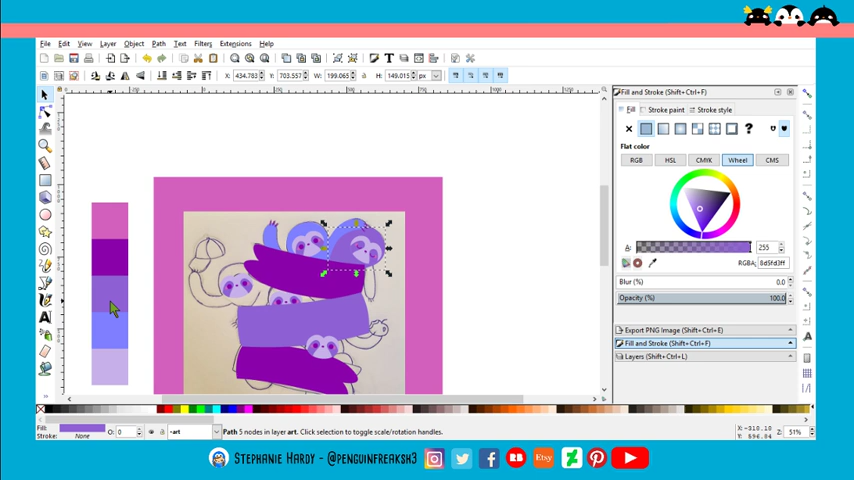 File Edit View Layer Object Path Text Filters Extensions Help
X: 434.783 Y: 703.557 W: 199.065 H: 149.015 px
Fill and Stroke (Shift+Ctrl+F)
Fill Stroke paint Stroke style
?
Flat color
RGB HSL CMYK Wheel CMS
A: 255
RGBA: 8d5fd3ff
Blur (%) 0.0
Opacity (%) 100.0
Export PNG Image (Shift+Ctrl+E)
Fill and Stroke (Shift+Ctrl+F)
Layers (Shift+Ctrl+L)
Fill:
Stroke: None
O: 0
-art
Path 5 nodes in layer art. Click selection to toggle scale/rotation handles.
Z: 51%
Stephanie Hardy - @penguinfreaksh3
Etsy